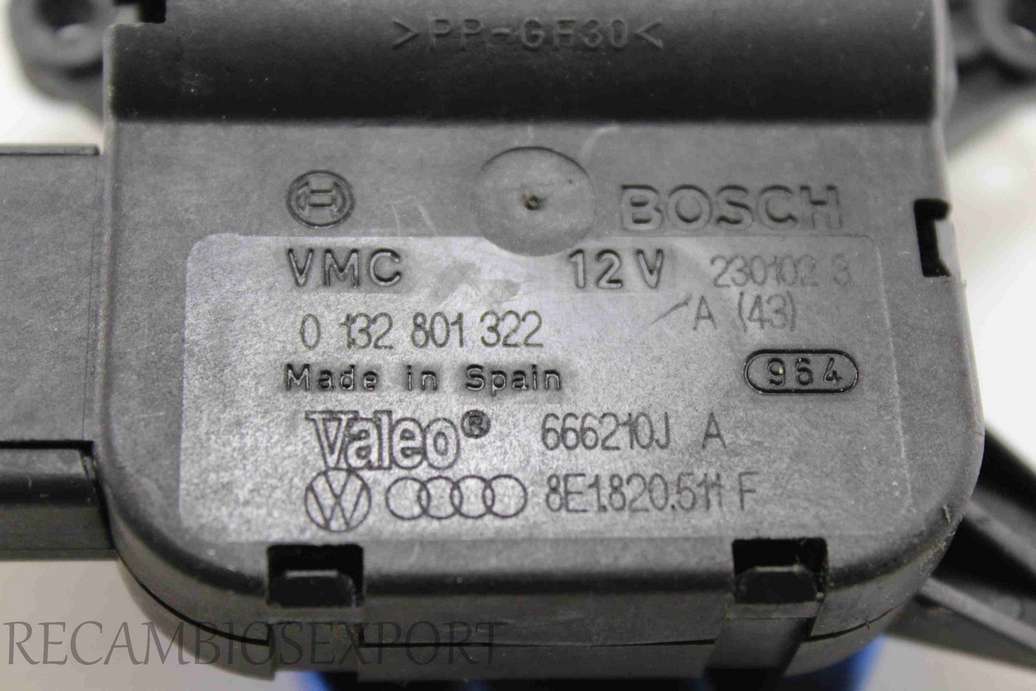 >PP-GF30<
BOSCH
VMC 12V 230102 3
0 132 801 322 A (43)
Made in Spain 964
Valeo® 666210J A
8E1.820.511 F
RECAMBIOSEXPORT